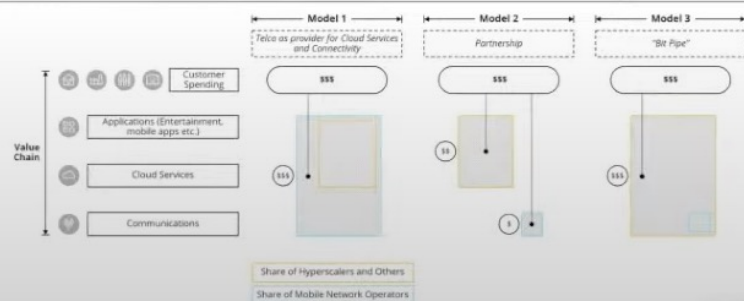 Model 1
Model 2
Model 3
Telco as provider for Cloud Services
and Connectivity
Partnership
"Bit Pipe"
Customer
Spending
$$$
$$$
$$$
Value
Chain
Applications (Entertainment,
mobile apps etc.)
$$
Cloud Services
$$$
$$$
Communications
$
Share of Hyperscalers and Others
Share of Mobile Network Operators